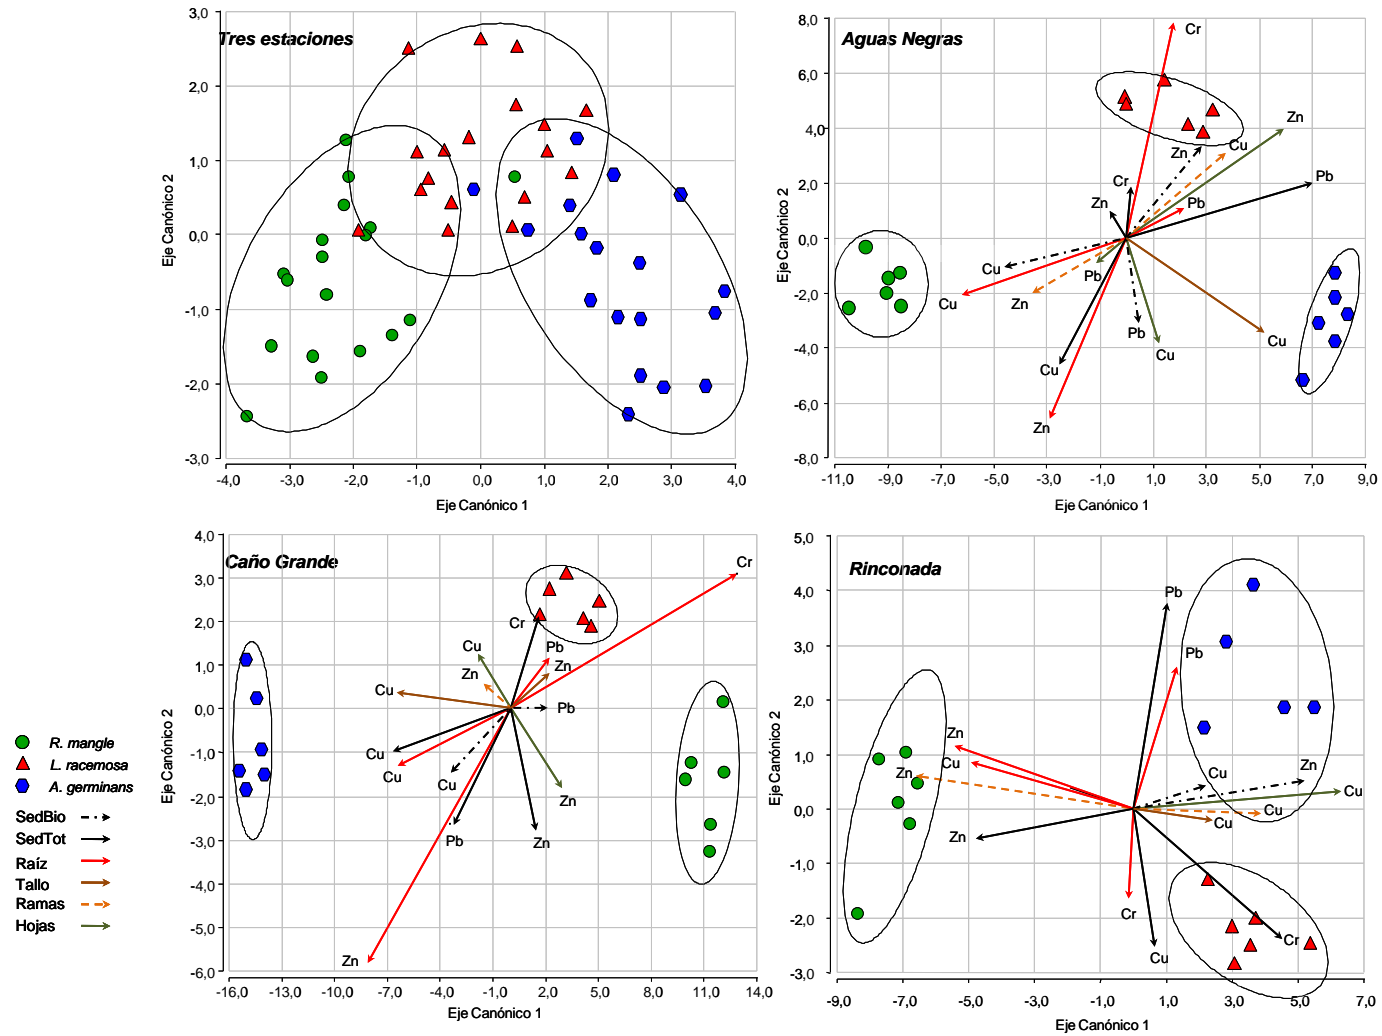 Tres estaciones
3,0
2,0
1,0
0,0
-1,0
-2,0
-3,0
-4,0 -3,0 -2,0 -1,0 0,0 1,0 2,0 3,0 4,0
Eje Canónico 1
Eje Canónico 2
Aguas Negras
8,0
6,0
4,0
2,0
0,0
-2,0
-4,0
-6,0
-8,0
-11,0 -9,0 -7,0 -5,0 -3,0 -1,0 1,0 3,0 5,0 7,0 9,0
Eje Canónico 1
Eje Canónico 2
Cr
Zn
Cu
Zn
Pb
Cr
Zn
Pb
Cu
Pb
Cu
Zn
Pb
Cu
Cu
Cu
Zn
Caño Grande
4,0
3,0
2,0
1,0
0,0
-1,0
-2,0
-3,0
-4,0
-5,0
-6,0
-16,0 -13,0 -10,0 -7,0 -4,0 -1,0 2,0 5,0 8,0 11,0 14,0
Eje Canónico 1
Eje Canónico 2
Cr
Cr
Cu
Pb
Zn
Zn
Cu
Pb
Cu
Cu
Cu
Zn
Pb
Zn
Zn
Rinconada
5,0
4,0
3,0
2,0
1,0
0,0
-1,0
-2,0
-3,0
-9,0 -7,0 -5,0 -3,0 -1,0 1,0 3,0 5,0 7,0
Eje Canónico 1
Eje Canónico 2
Pb
Pb
Zn
Cu
Zn
Cu
Zn
Cu
Cu
Cu
Zn
Cr
Cr
Cu
R. mangle
L. racemosa
A. germinans
SedBio
SedTot
Raíz
Tallo
Ramas
Hojas